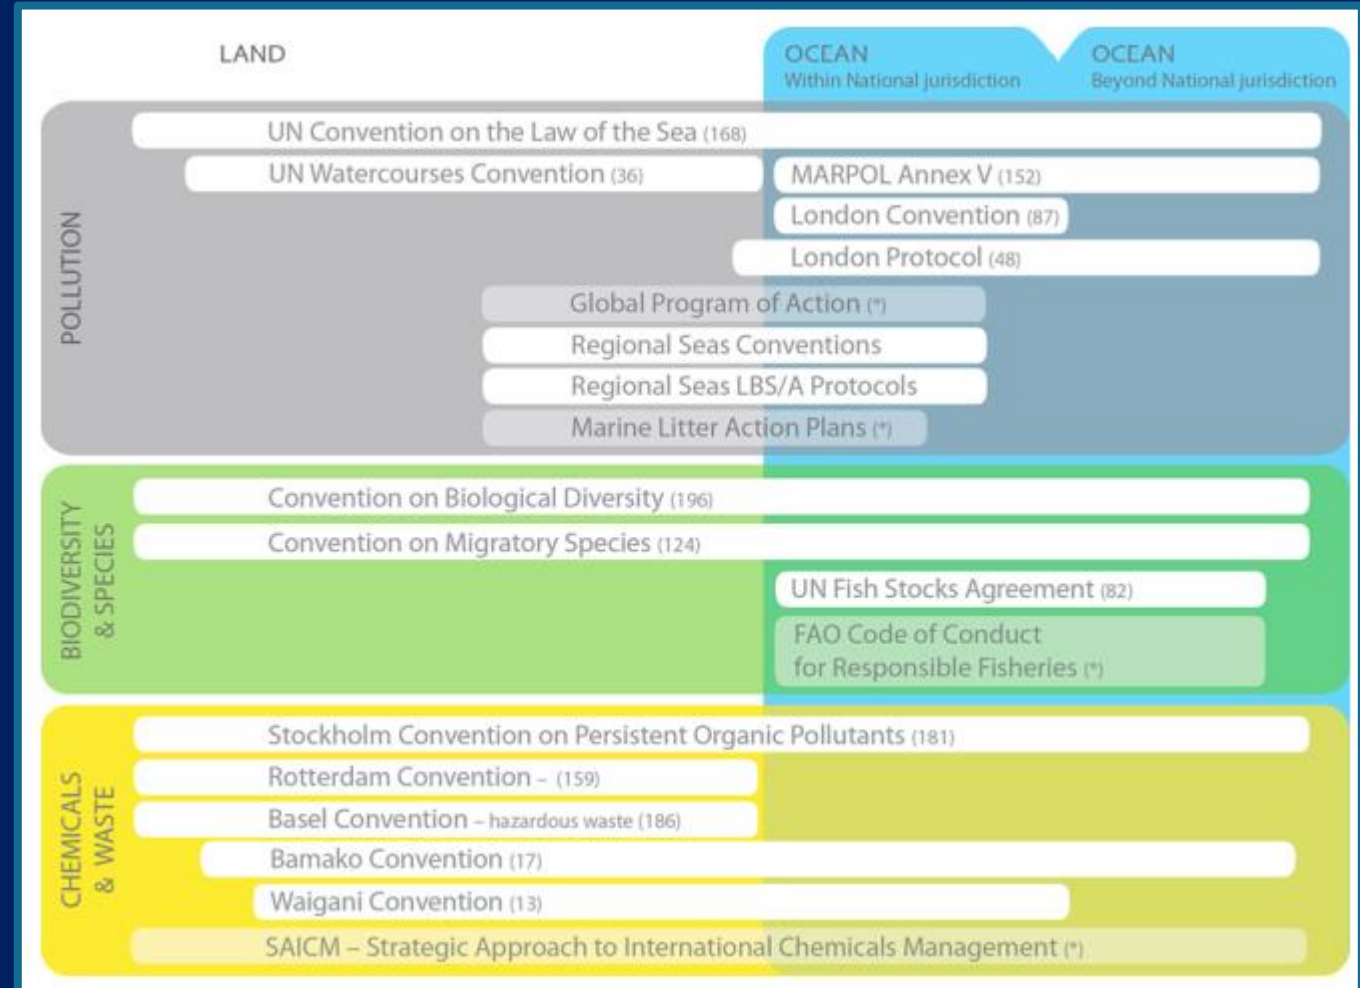 LAND
OCEAN
Within National jurisdiction
OCEAN
Beyond National jurisdiction
POLLUTION
UN Convention on the Law of the Sea (168)
UN Watercourses Convention (36)
MARPOL Annex V (152)
London Convention (87)
London Protocol (48)
Global Program of Action (*)
Regional Seas Conventions
Regional Seas LBS/A Protocols
Marine Litter Action Plans (*)
BIODIVERSITY
& SPECIES
Convention on Biological Diversity (196)
Convention on Migratory Species (124)
UN Fish Stocks Agreement (82)
FAO Code of Conduct
for Responsible Fisheries (*)
CHEMICALS
& WASTE
Stockholm Convention on Persistent Organic Pollutants (181)
Rotterdam Convention – (159)
Basel Convention – hazardous waste (186)
Bamako Convention (17)
Waigani Convention (13)
SAICM – Strategic Approach to International Chemicals Management (*)